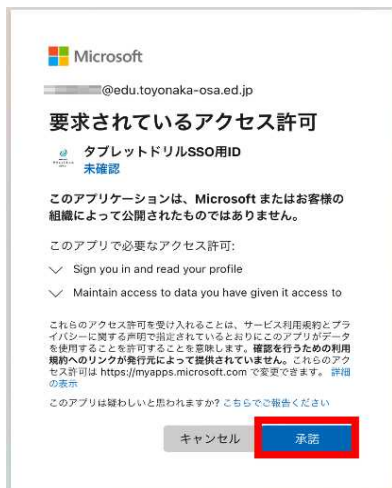 Microsoft
@edu.toyonaka-osa.ed.jp
要求されているアクセス許可
タブレットドリルSSO用ID
未確認
このアプリケーションは、Microsoft またはお客様の
組織によって公開されたものではありません。
このアプリで必要なアクセス許可:
Sign you in and read your profile
Maintain access to data you have given it access to
これらのアクセス許可を受け入れることは、サービス利用規約とプラ
イバシーに関する声明で指定されているとおりにこのアプリがデータ
を使用することを許可することを意味します。確認を行うための利用
規約へのリンクが発行元によって提供されていません。これらのアク
セス許可は https://myapps.microsoft.com で変更できます。 詳細
の表示
このアプリは疑わしいと思われますか? こちらでご報告ください
キャンセル
承諾